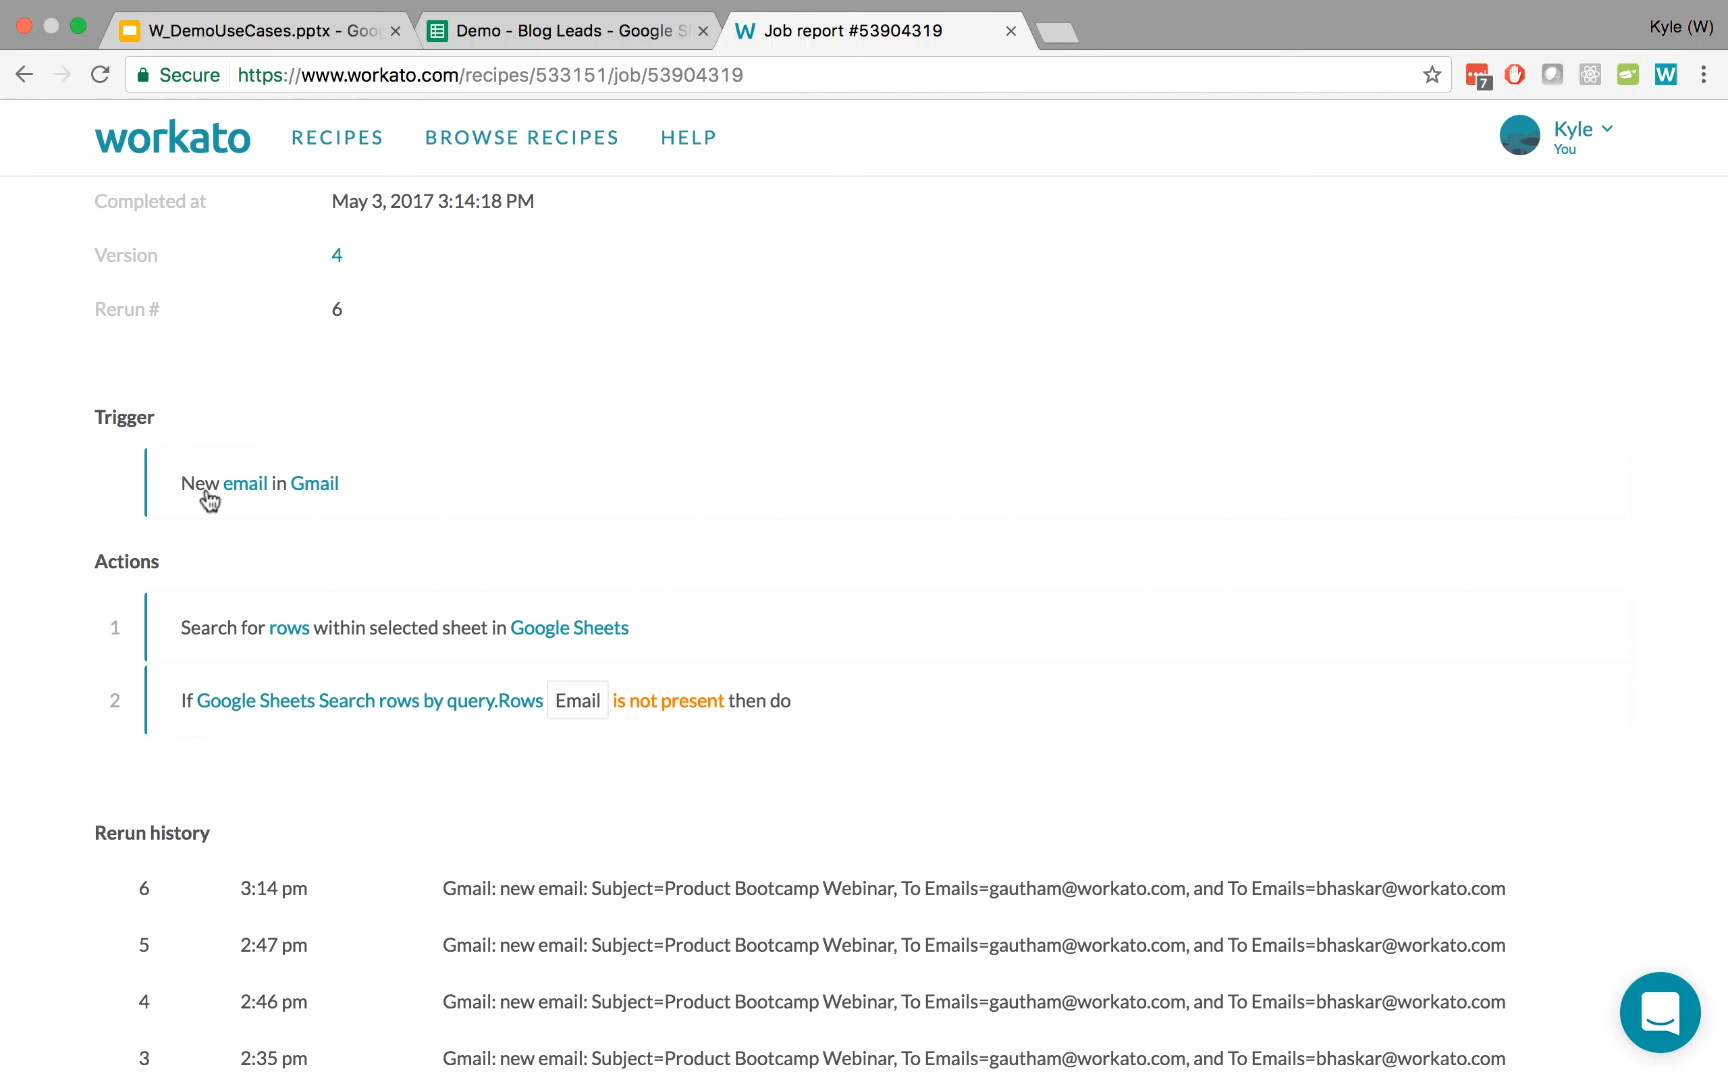 W_DemoUseCases.pptx - Goo
Demo - Blog Leads - Google S
Job report #53904319
Kyle (W)
Secure
https://www.workato.com/recipes/533151/job/53904319
7
W
workato
RECIPES
BROWSE RECIPES
HELP
Kyle
You
Completed at
May 3, 2017 3:14:18 PM
Version
4
Rerun #
6
Trigger
New email in Gmail
Actions
1
Search for rows within selected sheet in Google Sheets
2
If Google Sheets Search rows by query.Rows Email is not present then do
Rerun history
6 3:14 pm Gmail: new email: Subject=Product Bootcamp Webinar, To Emails=gautham@workato.com, and To Emails=bhaskar@workato.com
5 2:47 pm Gmail: new email: Subject=Product Bootcamp Webinar, To Emails=gautham@workato.com, and To Emails=bhaskar@workato.com
4 2:46 pm Gmail: new email: Subject=Product Bootcamp Webinar, To Emails=gautham@workato.com, and To Emails=bhaskar@workato.com
3 2:35 pm Gmail: new email: Subject=Product Bootcamp Webinar, To Emails=gautham@workato.com, and To Emails=bhaskar@workato.com